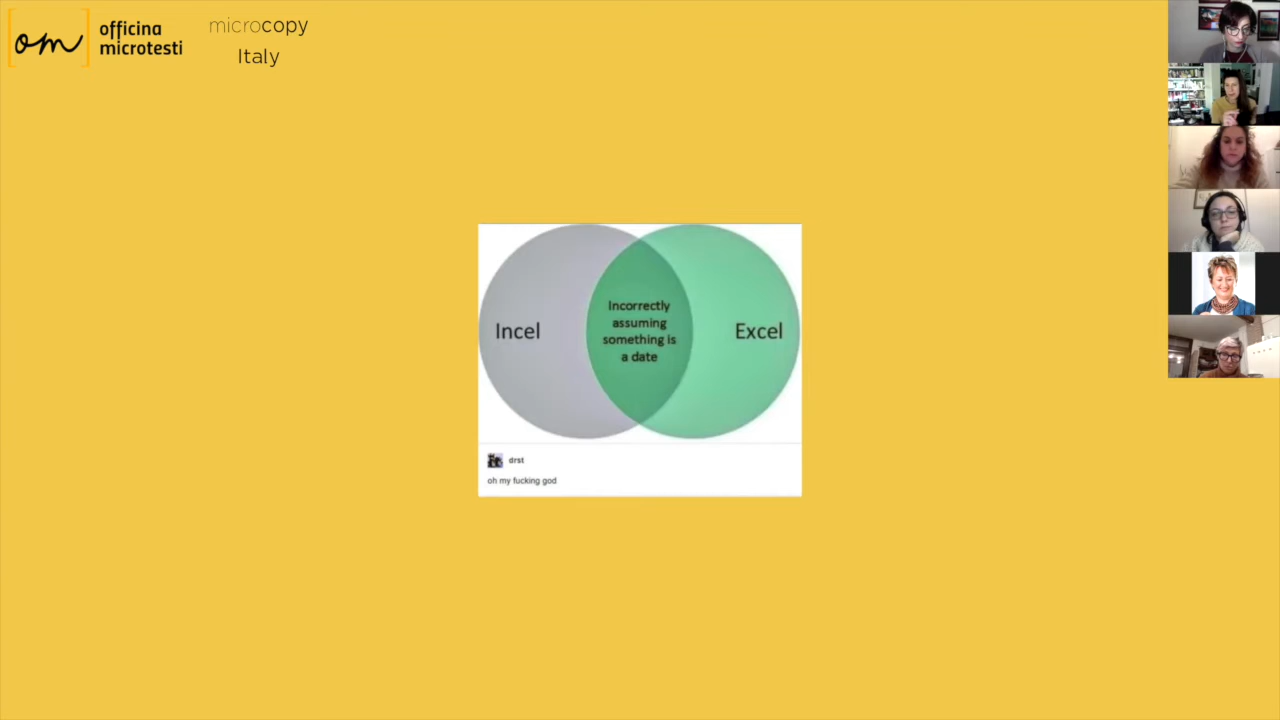 om
officina
microtesti
microcopy
Italy
Incel
Incorrectly
assuming
something is
a date
Excel
drst
oh my fucking god